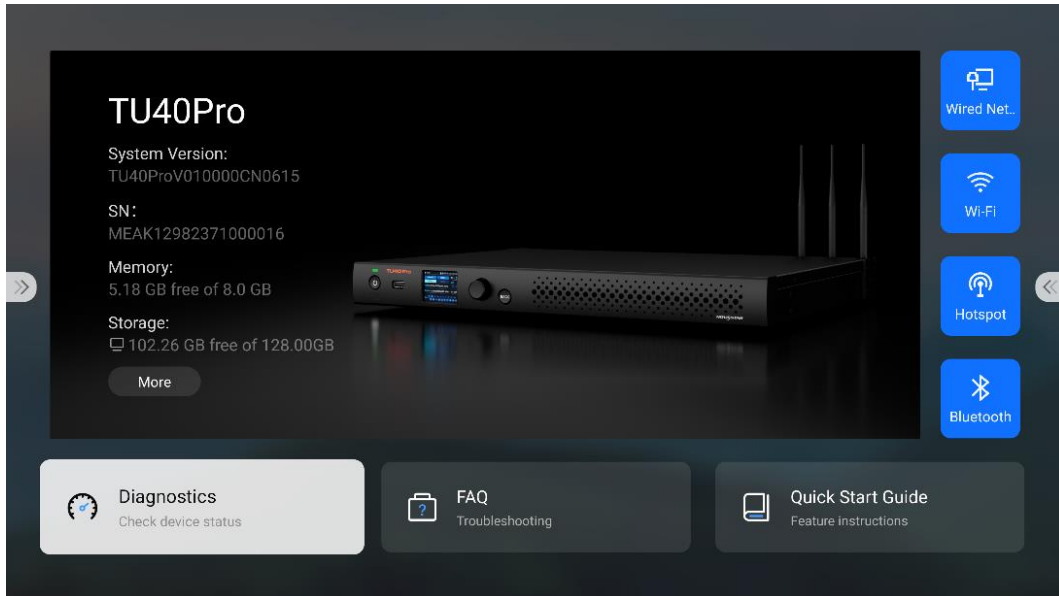 TU40Pro
System Version:
TU40ProV010000CN0615
SN:
MEAK12982371000016
Memory:
5.18 GB free of 8.0 GB
Storage:
102.26 GB free of 128.00GB
More
TU40Pro
Wired Net..
Wi-Fi
Hotspot
Bluetooth
Diagnostics
Check device status
FAQ
Troubleshooting
Quick Start Guide
Feature instructions